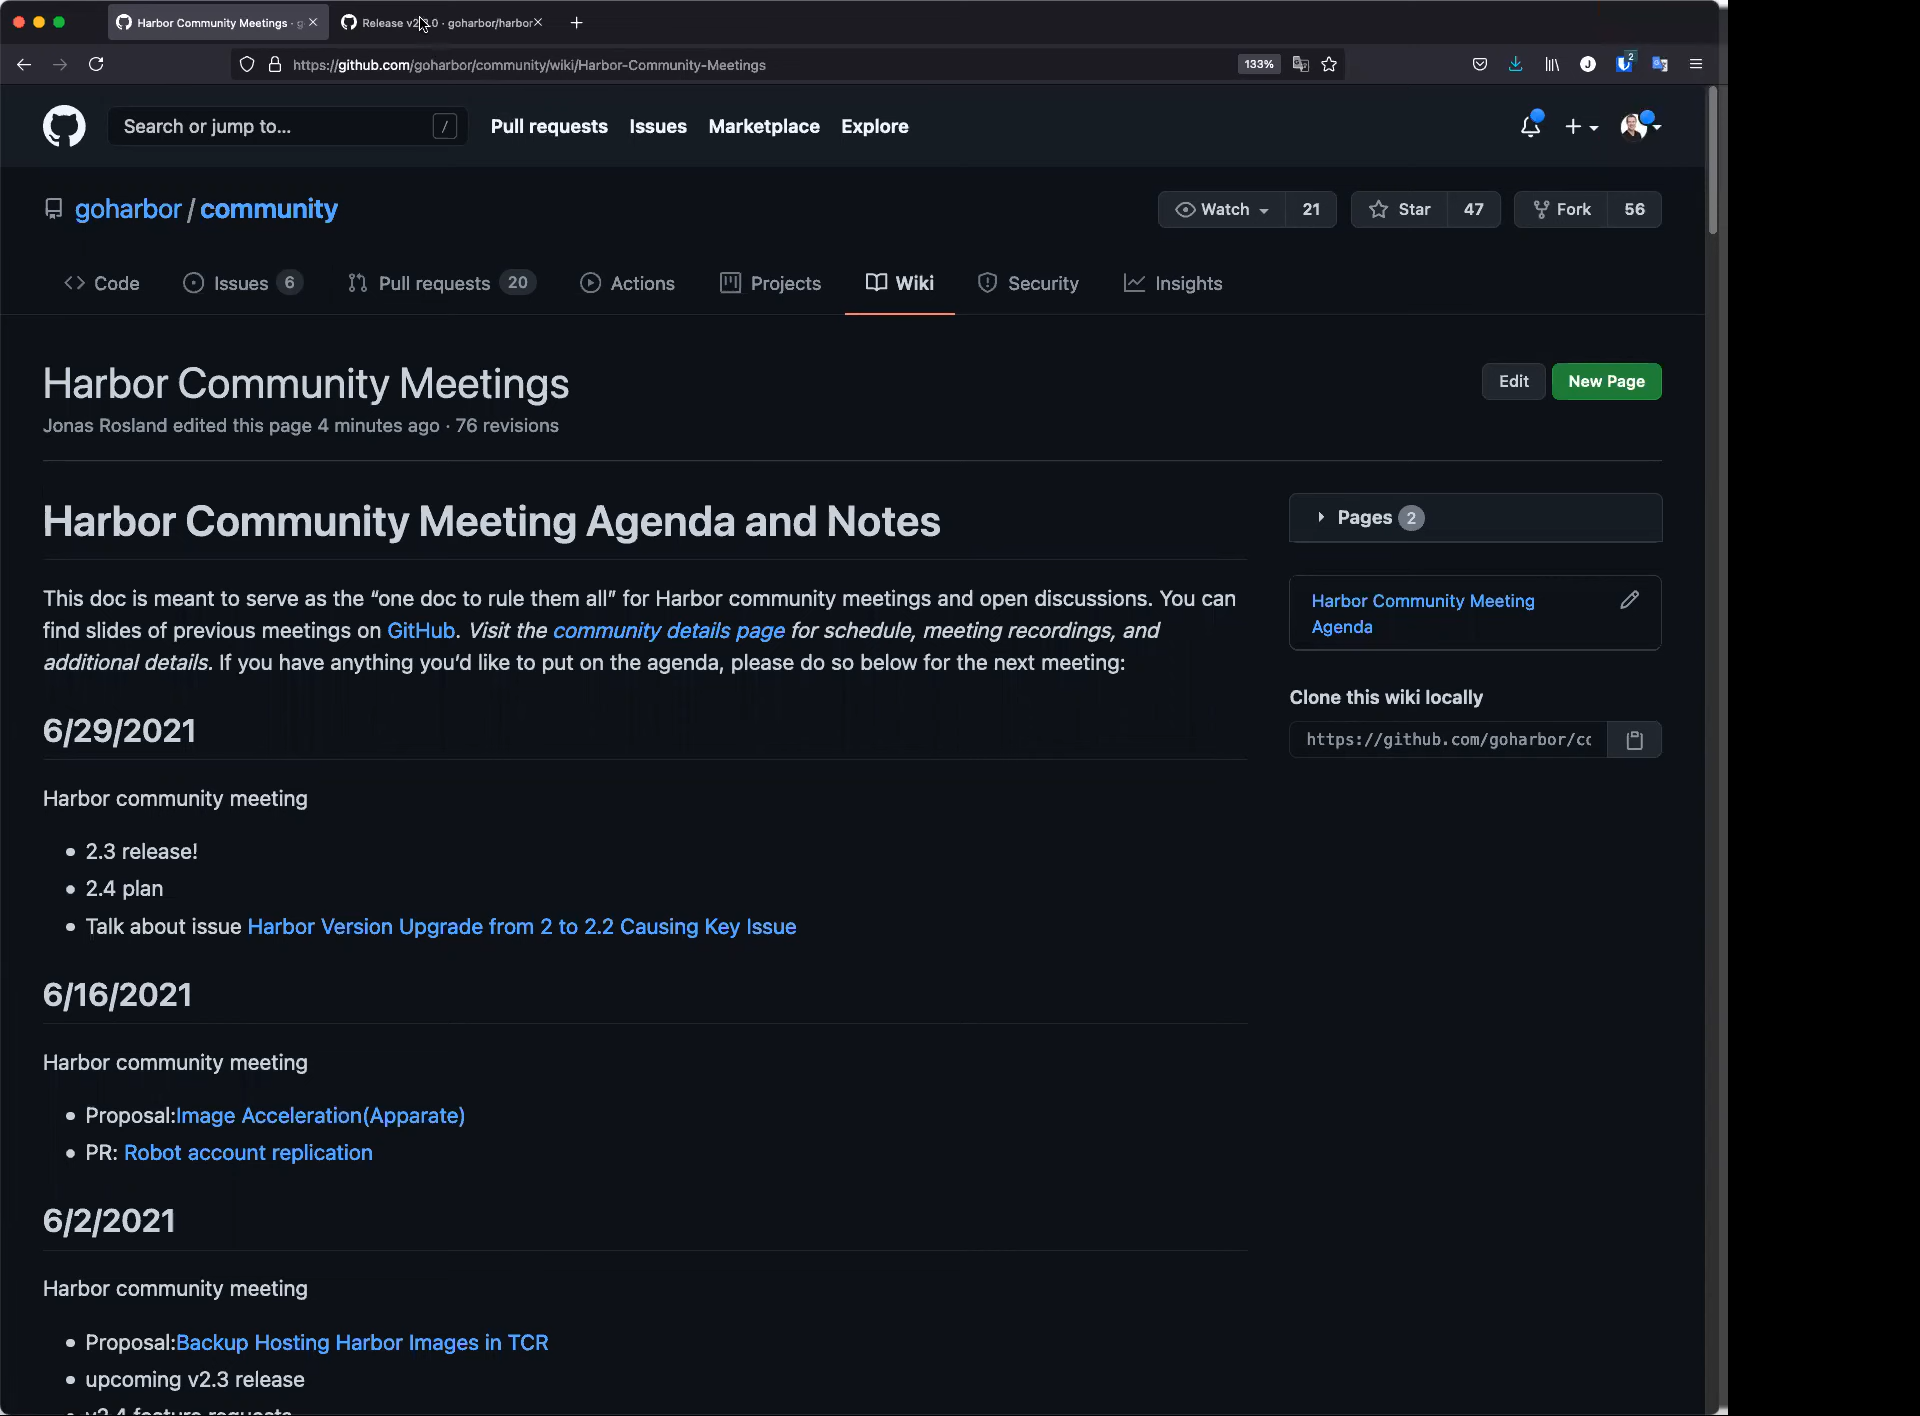 Harbor Community Meetings · g
Release v2 .0 · goharbor/harbor
https://github.com/goharbor/community/wiki/Harbor-Community-Meetings
133%
J
2
Search or jump to...
/
Pull requests
Issues
Marketplace
Explore
goharbor / community
Watch 21
Star 47
Fork 56
Code
Issues 6
Pull requests 20
Actions
Projects
Wiki
Security
Insights
Harbor Community Meetings
Edit
New Page
Jonas Rosland edited this page 4 minutes ago · 76 revisions
Harbor Community Meeting Agenda and Notes
This doc is meant to serve as the “one doc to rule them all” for Harbor community meetings and open discussions. You can
find slides of previous meetings on GitHub. Visit the community details page for schedule, meeting recordings, and
additional details. If you have anything you’d like to put on the agenda, please do so below for the next meeting:
6/29/2021
Harbor community meeting
• 2.3 release!
• 2.4 plan
• Talk about issue Harbor Version Upgrade from 2 to 2.2 Causing Key Issue
6/16/2021
Harbor community meeting
• Proposal:Image Acceleration(Apparate)
• PR: Robot account replication
6/2/2021
Harbor community meeting
• Proposal:Backup Hosting Harbor Images in TCR
• upcoming v2.3 release
• v2.4 feature requests
Pages 2
Harbor Community Meeting
Agenda
Clone this wiki locally
https://github.com/goharbor/cc